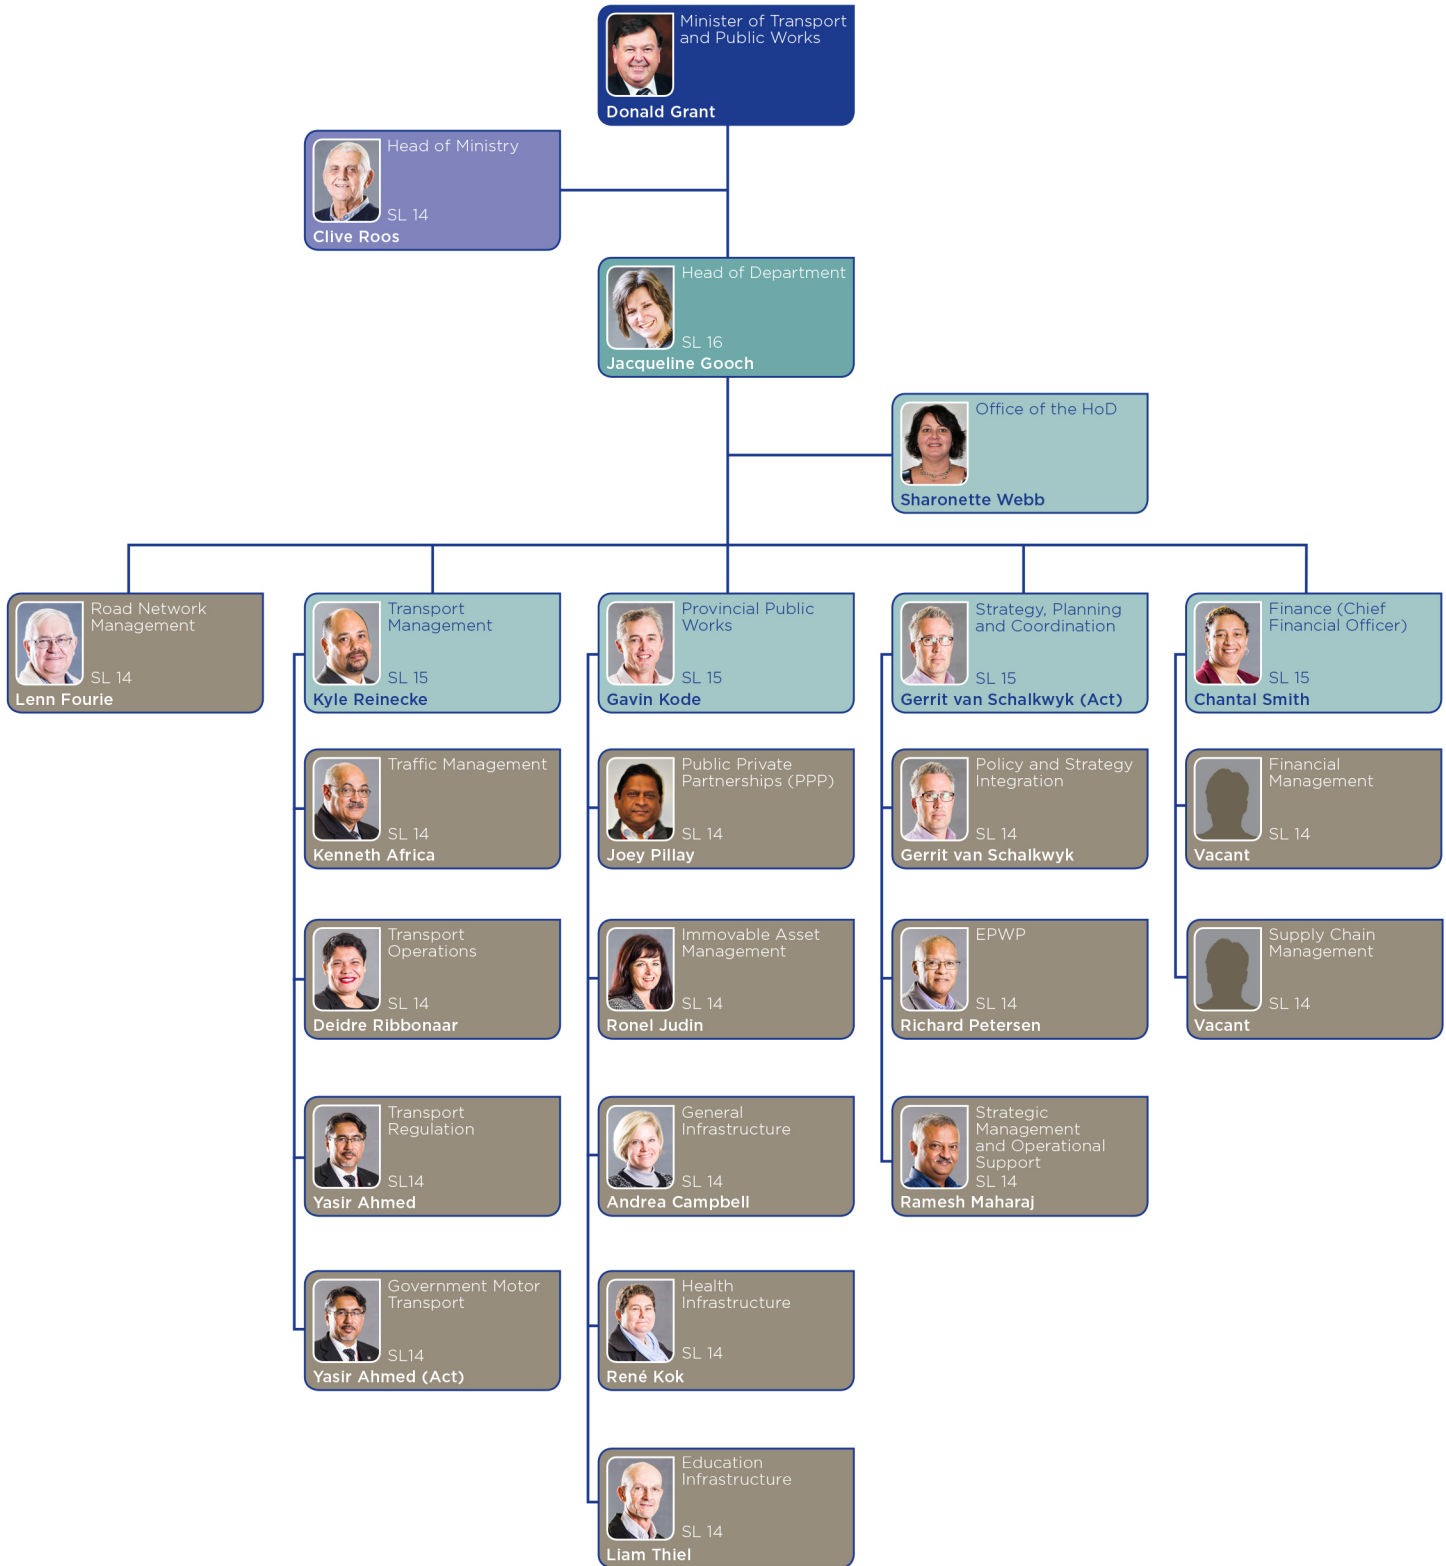 Minister of Transport
and Public Works
Donald Grant
Head of Ministry
SL 14
Clive Roos
Head of Department
SL 16
Jacqueline Gooch
Office of the HoD
Sharonette Webb
Road Network
Management
SL 14
Lenn Fourie
Transport
Management
SL 15
Kyle Reinecke
Provincial Public
Works
SL 15
Gavin Kode
Strategy, Planning
and Coordination
SL 15
Gerrit van Schalkwyk (Act)
Finance (Chief
Financial Officer)
SL 15
Chantal Smith
Traffic Management
SL 14
Kenneth Africa
Public Private
Partnerships (PPP)
SL 14
Joey Pillay
Policy and Strategy
Integration
SL 14
Gerrit van Schalkwyk
Financial
Management
SL 14
Vacant
Transport
Operations
SL 14
Deidre Ribbonaar
Immovable Asset
Management
SL 14
Ronel Judin
EPWP
SL 14
Richard Petersen
Supply Chain
Management
SL 14
Vacant
Transport
Regulation
SL14
Yasir Ahmed
General
Infrastructure
SL 14
Andrea Campbell
Strategic
Management
and Operational
Support
SL 14
Ramesh Maharaj
Government Motor
Transport
SL14
Yasir Ahmed (Act)
Health
Infrastructure
SL 14
René Kok
Education
Infrastructure
SL 14
Liam Thiel